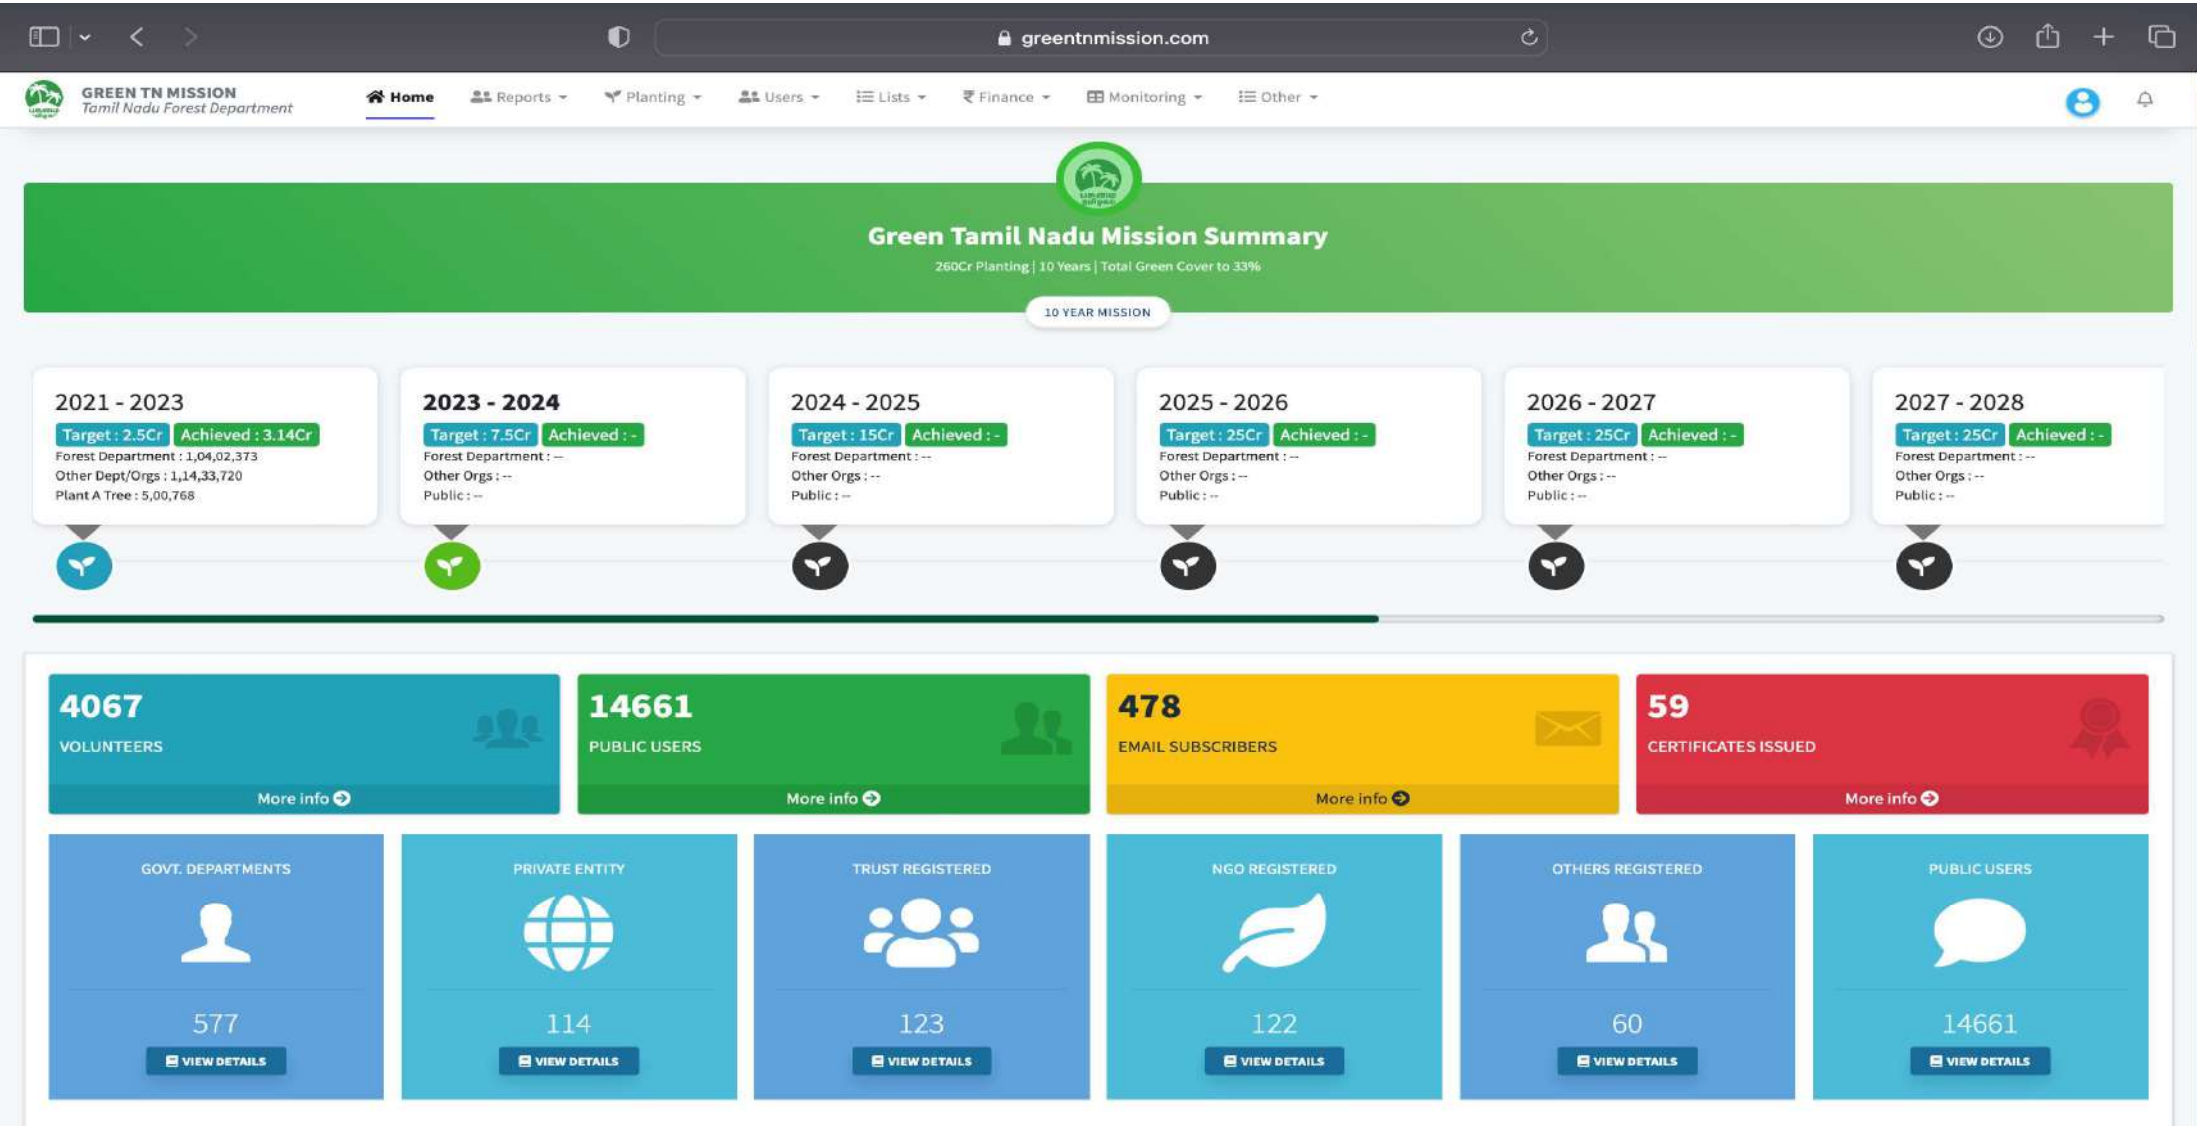 greentnmission.com
GREEN TN MISSION
Tamil Nadu Forest Department
Home Reports Planting Users Lists ₹ Finance Monitoring Other
Green Tamil Nadu Mission Summary
260Cr Planting | 10 Years | Total Green Cover to 33%
10 YEAR MISSION
2021 - 2023
Target : 2.5Cr Achieved : 3.14Cr
Forest Department : 1,04,02,373
Other Dept/Orgs : 1,14,33,720
Plant A Tree : 5,00,768
2023 - 2024
Target : 7.5Cr Achieved : -
Forest Department : --
Other Orgs : --
Public : --
2024 - 2025
Target : 15Cr Achieved : -
Forest Department : --
Other Orgs : --
Public : --
2025 - 2026
Target : 25Cr Achieved : -
Forest Department : --
Other Orgs : --
Public : --
2026 - 2027
Target : 25Cr Achieved : -
Forest Department : --
Other Orgs : --
Public : --
2027 - 2028
Target : 25Cr Achieved : -
Forest Department : --
Other Orgs : --
Public : --
4067
VOLUNTEERS
More info
14661
PUBLIC USERS
More info
478
EMAIL SUBSCRIBERS
More info
59
CERTIFICATES ISSUED
More info
GOVT. DEPARTMENTS
577
VIEW DETAILS
PRIVATE ENTITY
114
VIEW DETAILS
TRUST REGISTERED
123
VIEW DETAILS
NGO REGISTERED
122
VIEW DETAILS
OTHERS REGISTERED
60
VIEW DETAILS
PUBLIC USERS
14661
VIEW DETAILS